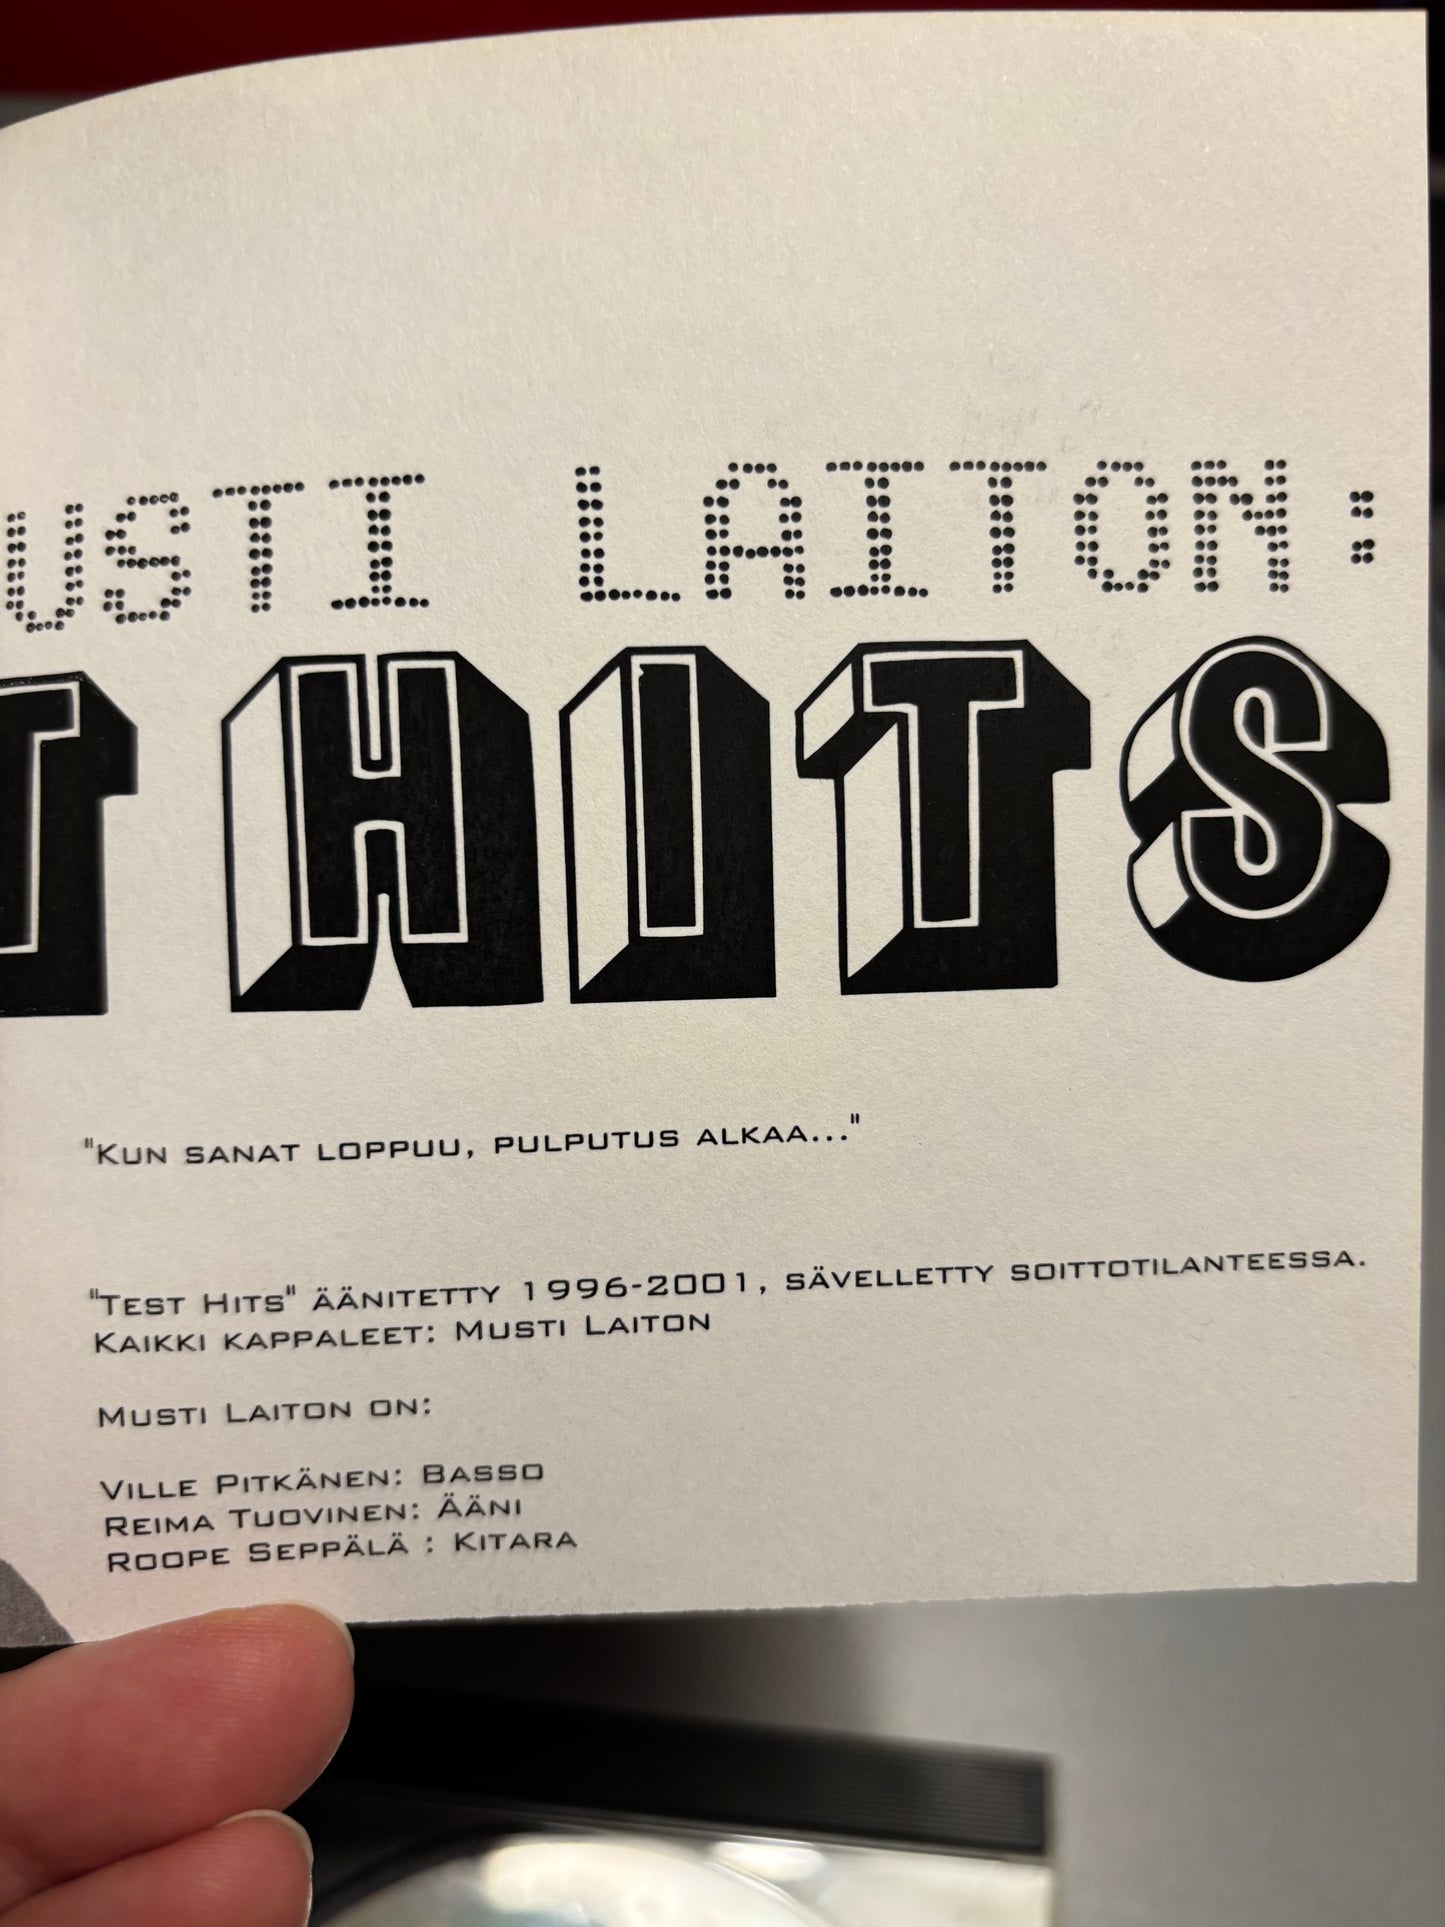 USTI LAITON:
T HITS
"Kun sanat loppuu, pulputus alkaa..."
"Test Hits" äänitetty 1996-2001, sävelletty soittotilanteessa.
Kaikki kappaleet: Musti Laiton
Musti Laiton on:
Ville Pitkänen: Basso
Reima Tuovinen: Ääni
Roope Seppälä : Kitara